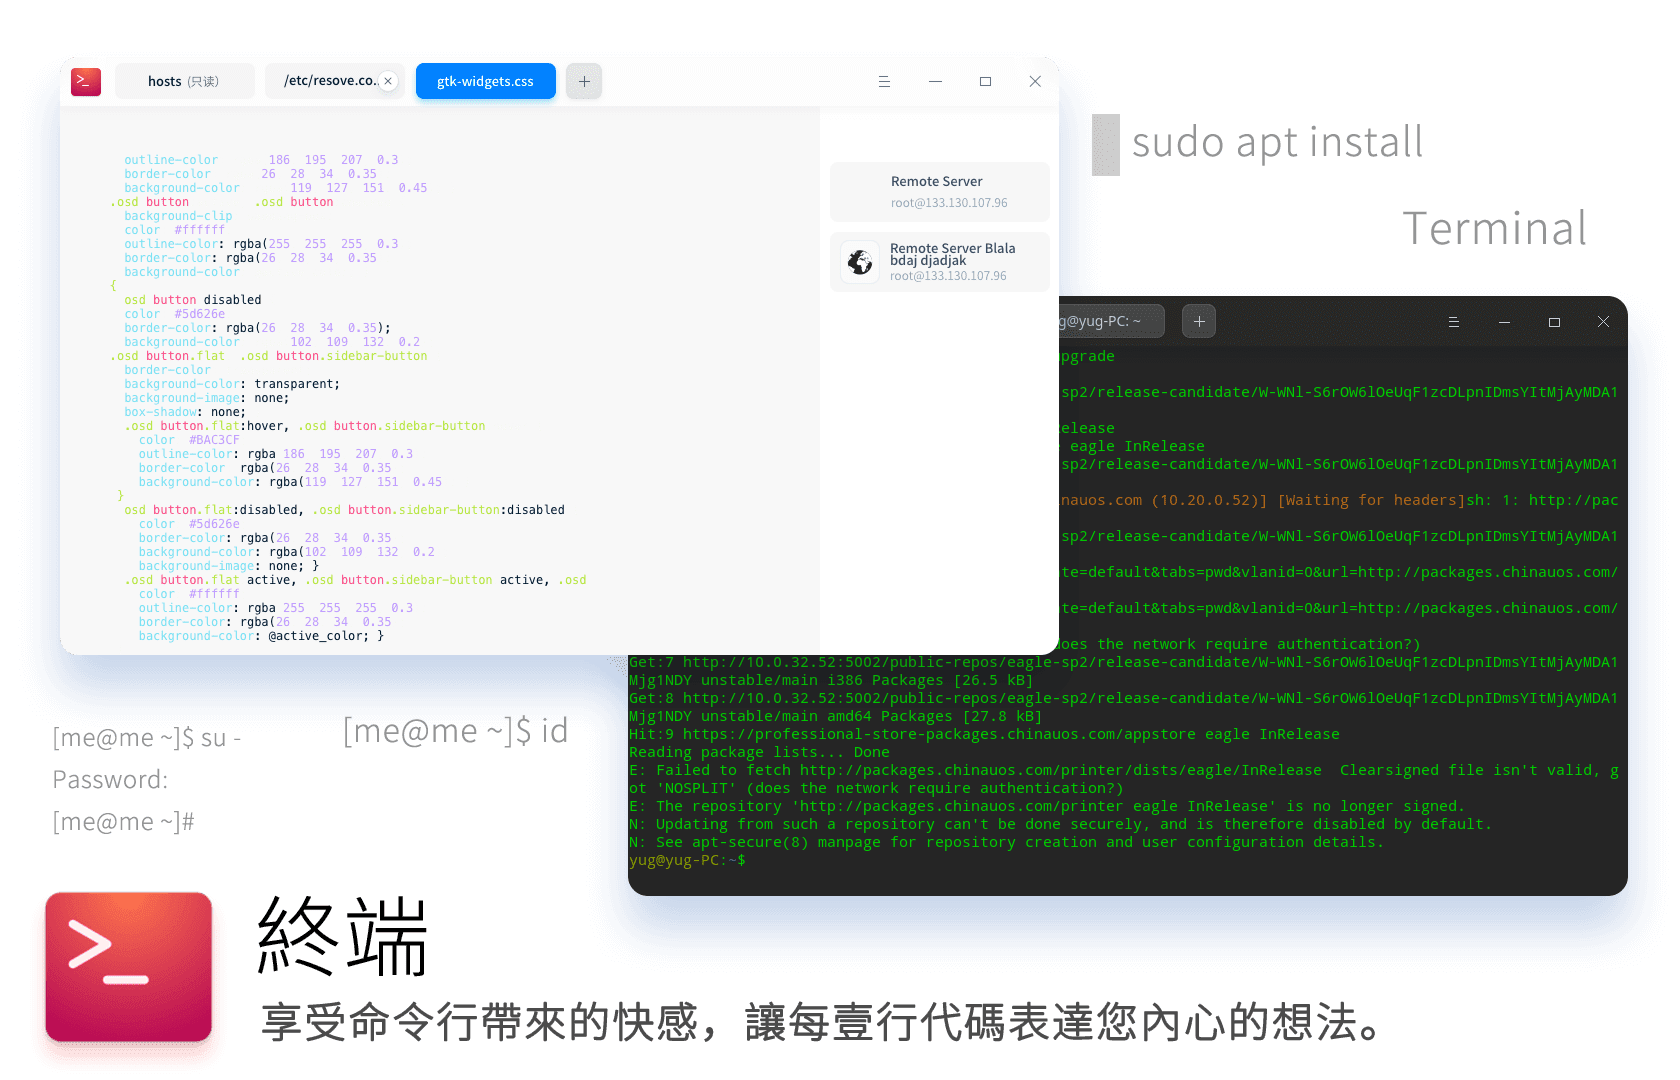 hosts (只读)
/etc/resove.co..
gtk-widgets.css
outline-color 186 195 207 0.3
border-color 26 28 34 0.35
background-color 119 127 151 0.45
.osd button .osd button
background-clip
color #ffffff
outline-color: rgba(255 255 255 0.3
border-color: rgba(26 28 34 0.35
background-color
{
osd button disabled
color #5d626e
border-color: rgba(26 28 34 0.35);
background-color 102 109 132 0.2
.osd button.flat .osd button.sidebar-button
border-color
background-color: transparent;
background-image: none;
box-shadow: none;
.osd button.flat:hover, .osd button.sidebar-button
color #BAC3CF
outline-color: rgba 186 195 207 0.3
border-color rgba(26 28 34 0.35
background-color: rgba(119 127 151 0.45
}
osd button.flat:disabled, .osd button.sidebar-button:disabled
color #5d626e
border-color: rgba(26 28 34 0.35
background-color: rgba(102 109 132 0.2
background-image: none; }
.osd button.flat active, .osd button.sidebar-button active, .osd
color #ffffff
outline-color: rgba 255 255 255 0.3
border-color: rgba(26 28 34 0.35
background-color: @active_color; }
Remote Server
root@133.130.107.96
Remote Server Blala
bdaj djadjak
root@133.130.107.96
sudo apt install
Terminal
g@yug-PC: ~
pgrade
sp2/release-candidate/W-WNl-S6rOW6lOeUqF1zcDLpnIDmsYItMjAyMDA1
elease
eagle InRelease
sp2/release-candidate/W-WNl-S6rOW6lOeUqF1zcDLpnIDmsYItMjAyMDA1
inauos.com (10.20.0.52)] [Waiting for headers]sh: 1: http://pac
sp2/release-candidate/W-WNl-S6rOW6lOeUqF1zcDLpnIDmsYItMjAyMDA1
te=default&tabs=pwd&vlanid=0&url=http://packages.chinauos.com/
te=default&tabs=pwd&vlanid=0&url=http://packages.chinauos.com/
does the network require authentication?)
Get:7 http://10.0.32.52:5002/public-repos/eagle-sp2/release-candidate/W-WNl-S6rOW6lOeUqF1zcDLpnIDmsYItMjAyMDA1
Mjg1NDY unstable/main i386 Packages [26.5 kB]
Get:8 http://10.0.32.52:5002/public-repos/eagle-sp2/release-candidate/W-WNl-S6rOW6lOeUqF1zcDLpnIDmsYItMjAyMDA1
Mjg1NDY unstable/main amd64 Packages [27.8 kB]
Hit:9 https://professional-store-packages.chinauos.com/appstore eagle InRelease
Reading package lists... Done
E: Failed to fetch http://packages.chinauos.com/printer/dists/eagle/InRelease  Clearsigned file isn't valid, g
ot 'NOSPLIT' (does the network require authentication?)
E: The repository 'http://packages.chinauos.com/printer eagle InRelease' is no longer signed.
N: Updating from such a repository can't be done securely, and is therefore disabled by default.
N: See apt-secure(8) manpage for repository creation and user configuration details.
yug@yug-PC:~$
[me@me ~]$ su -
Password:
[me@me ~]#
[me@me ~]$ id
終端
享受命令行帶來的快感，讓每壹行代碼表達您內心的想法。